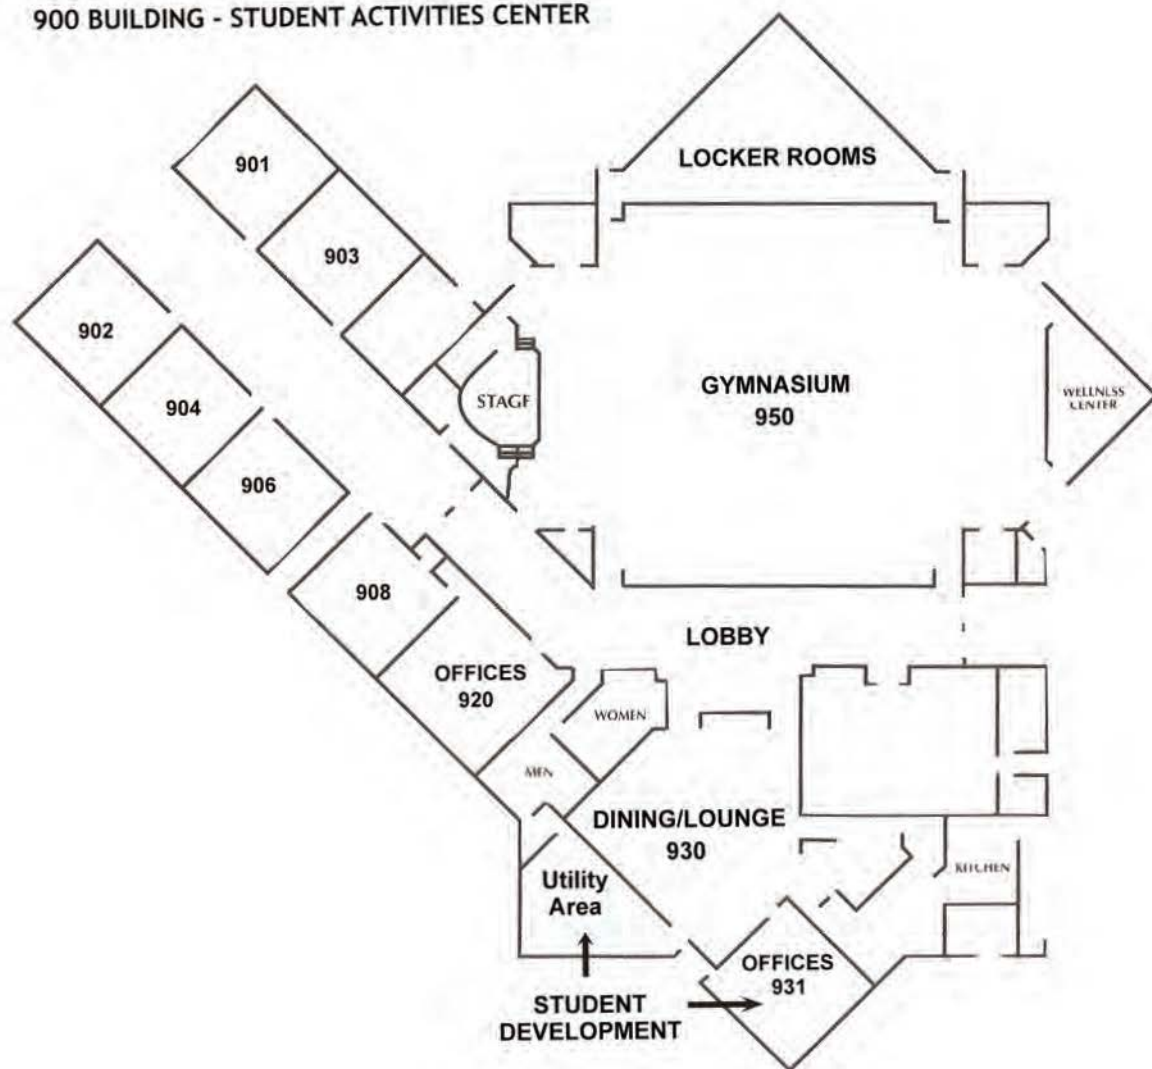 900 BUILDING - STUDENT ACTIVITIES CENTER
LOCKER ROOMS
901
903
902
904
906
908
STAGE
GYMNASIUM
950
WELLNESS
CENTER
LOBBY
OFFICES
920
WOMEN
MEN
DINING/LOUNGE
930
KITCHEN
Utility
Area
OFFICES
931
STUDENT
DEVELOPMENT